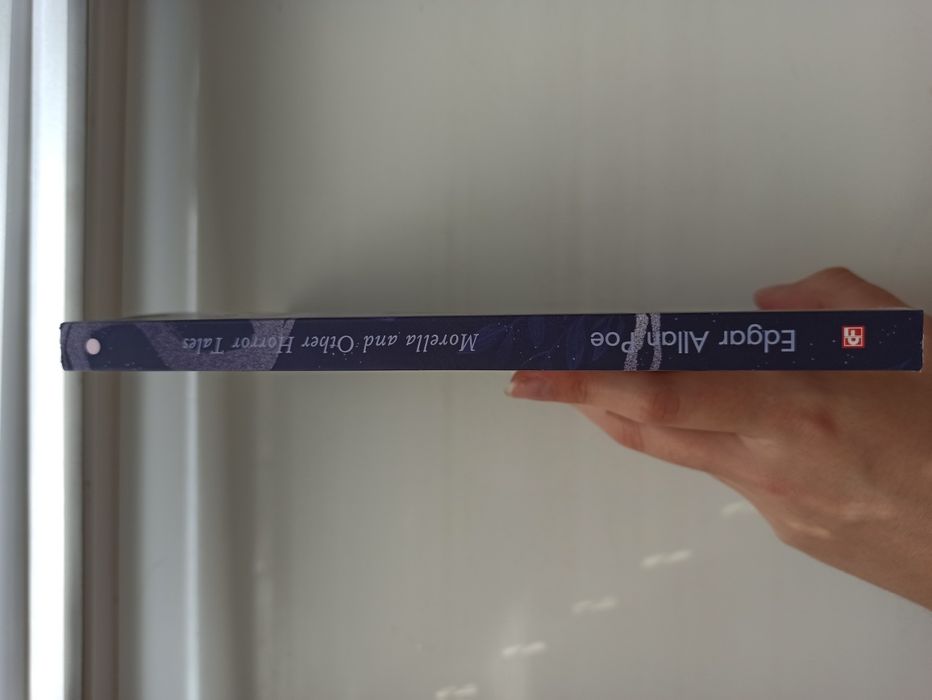 Edgar Allan Poe
Morella and Other Horror Tales